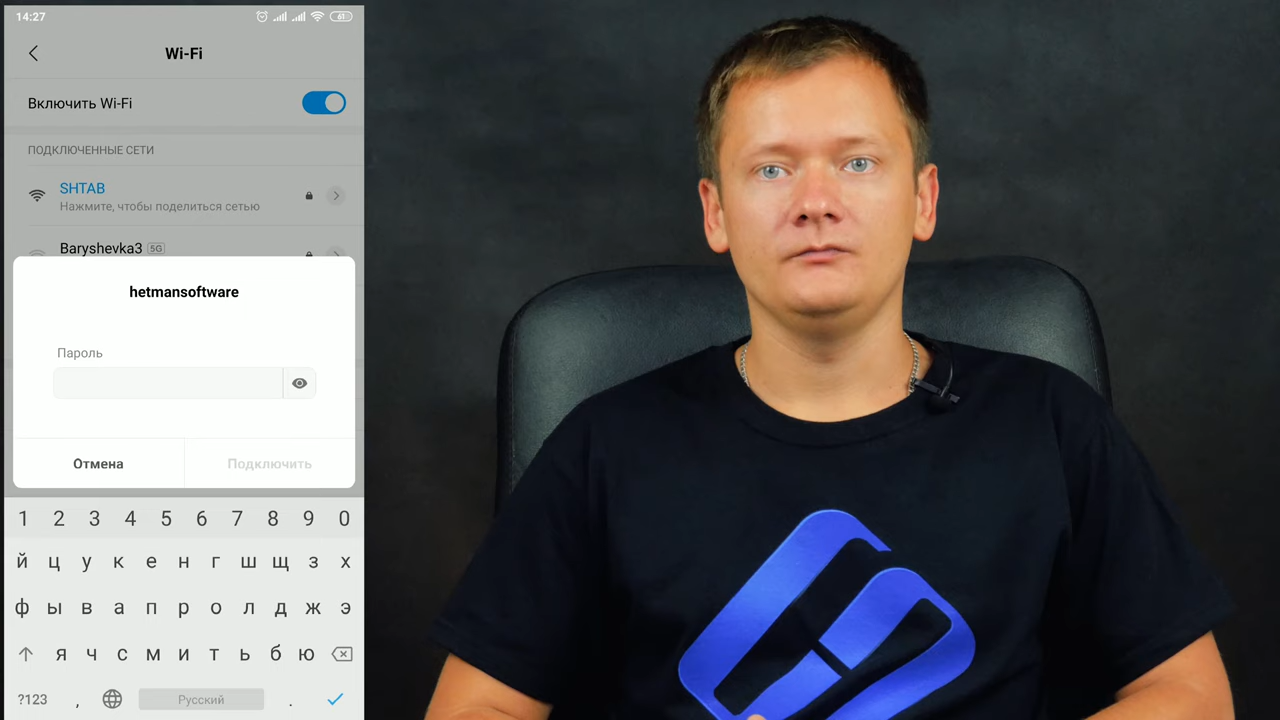 14:27
61
Wi-Fi
Включить Wi-Fi
ПОДКЛЮЧЕННЫЕ СЕТИ
SHTAB
Нажмите, чтобы поделиться сетью
Baryshevka3 5G
hetmansoftware
Пароль
Отмена Подключить
1 2 3 4 5 6 7 8 9 0
й ц у к е н г ш щ з х
ф ы в а п р о л д ж э
я ч с м и т ь б ю
?123 , Русский .